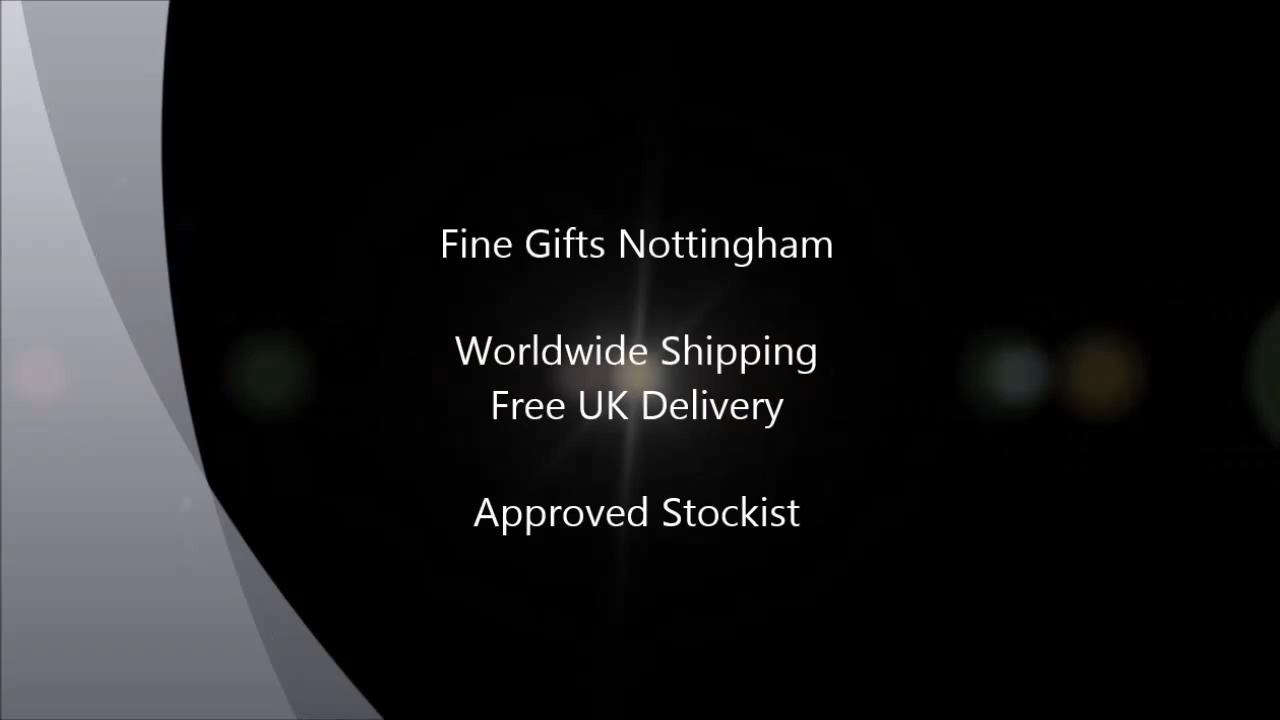 Fine Gifts Nottingham
Worldwide Shipping
Free UK Delivery
Approved Stockist